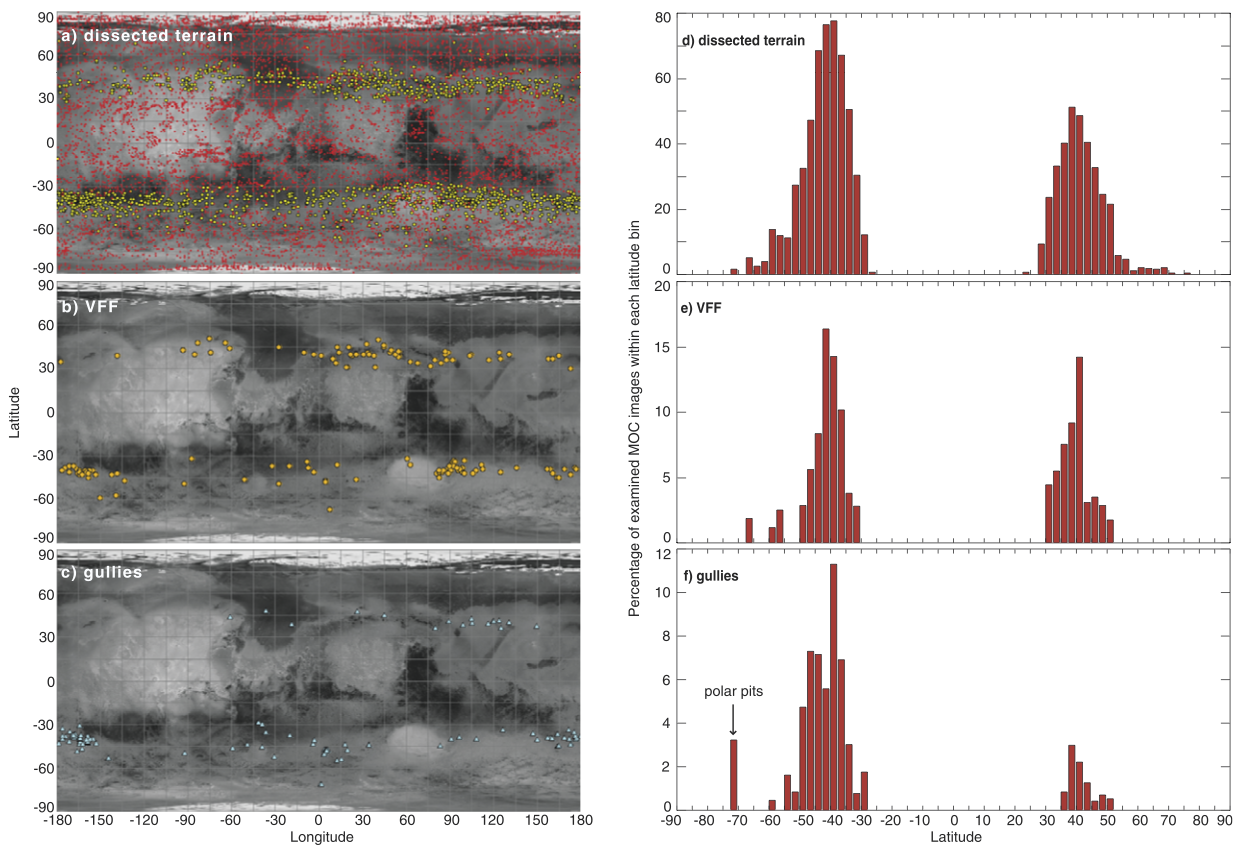 90
a) dissected terrain
60
30
0
-30
-60
-90
90
b) VFF
60
30
0
-30
-60
-90
90
c) gullies
60
30
0
-30
-60
-90
-180 -150 -120 -90 -60 -30 0 30 60 90 120 150 180
Longitude
Latitude
80
d) dissected terrain
60
40
20
0
20
e) VFF
15
10
5
0
12
f) gullies
10
8
6
polar pits
4
2
0
-90 -80 -70 -60 -50 -40 -30 -20 -10 0 10 20 30 40 50 60 70 80 90
Latitude
Percentage of examined MOC images within each latitude bin